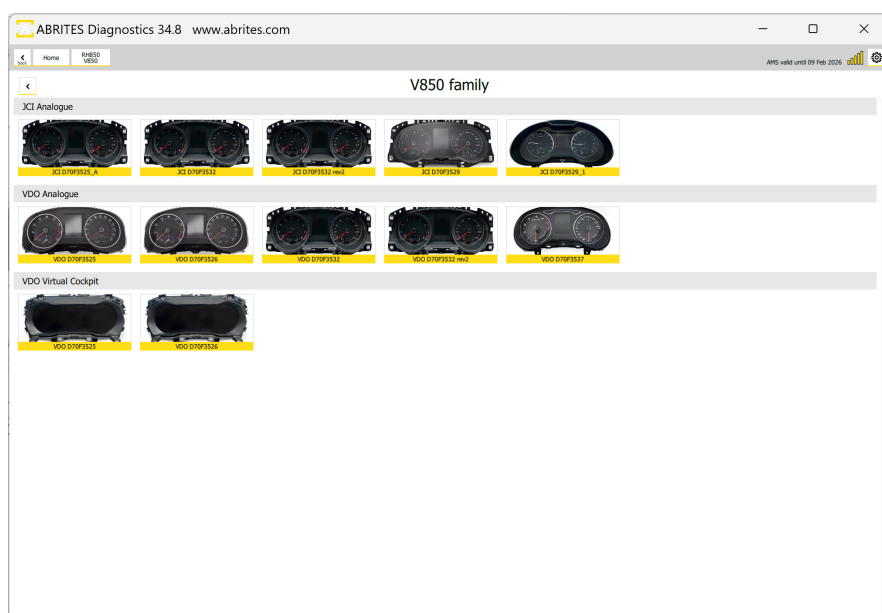 ABRITES Diagnostics 34.8 www.abrites.com
back
Home
RH850
V850
AMS valid until 09 Feb 2026
V850 family
JCI Analogue
JCI D70F3525_A
JCI D70F3532
JCI D70F3532 rev2
JCI D70F3529
JCI D70F3529_1
VDO Analogue
VDO D70F3525
VDO D70F3526
VDO D70F3532
VDO D70F3532 rev2
VDO D70F3537
VDO Virtual Cockpit
VDO D70F3525
VDO D70F3526